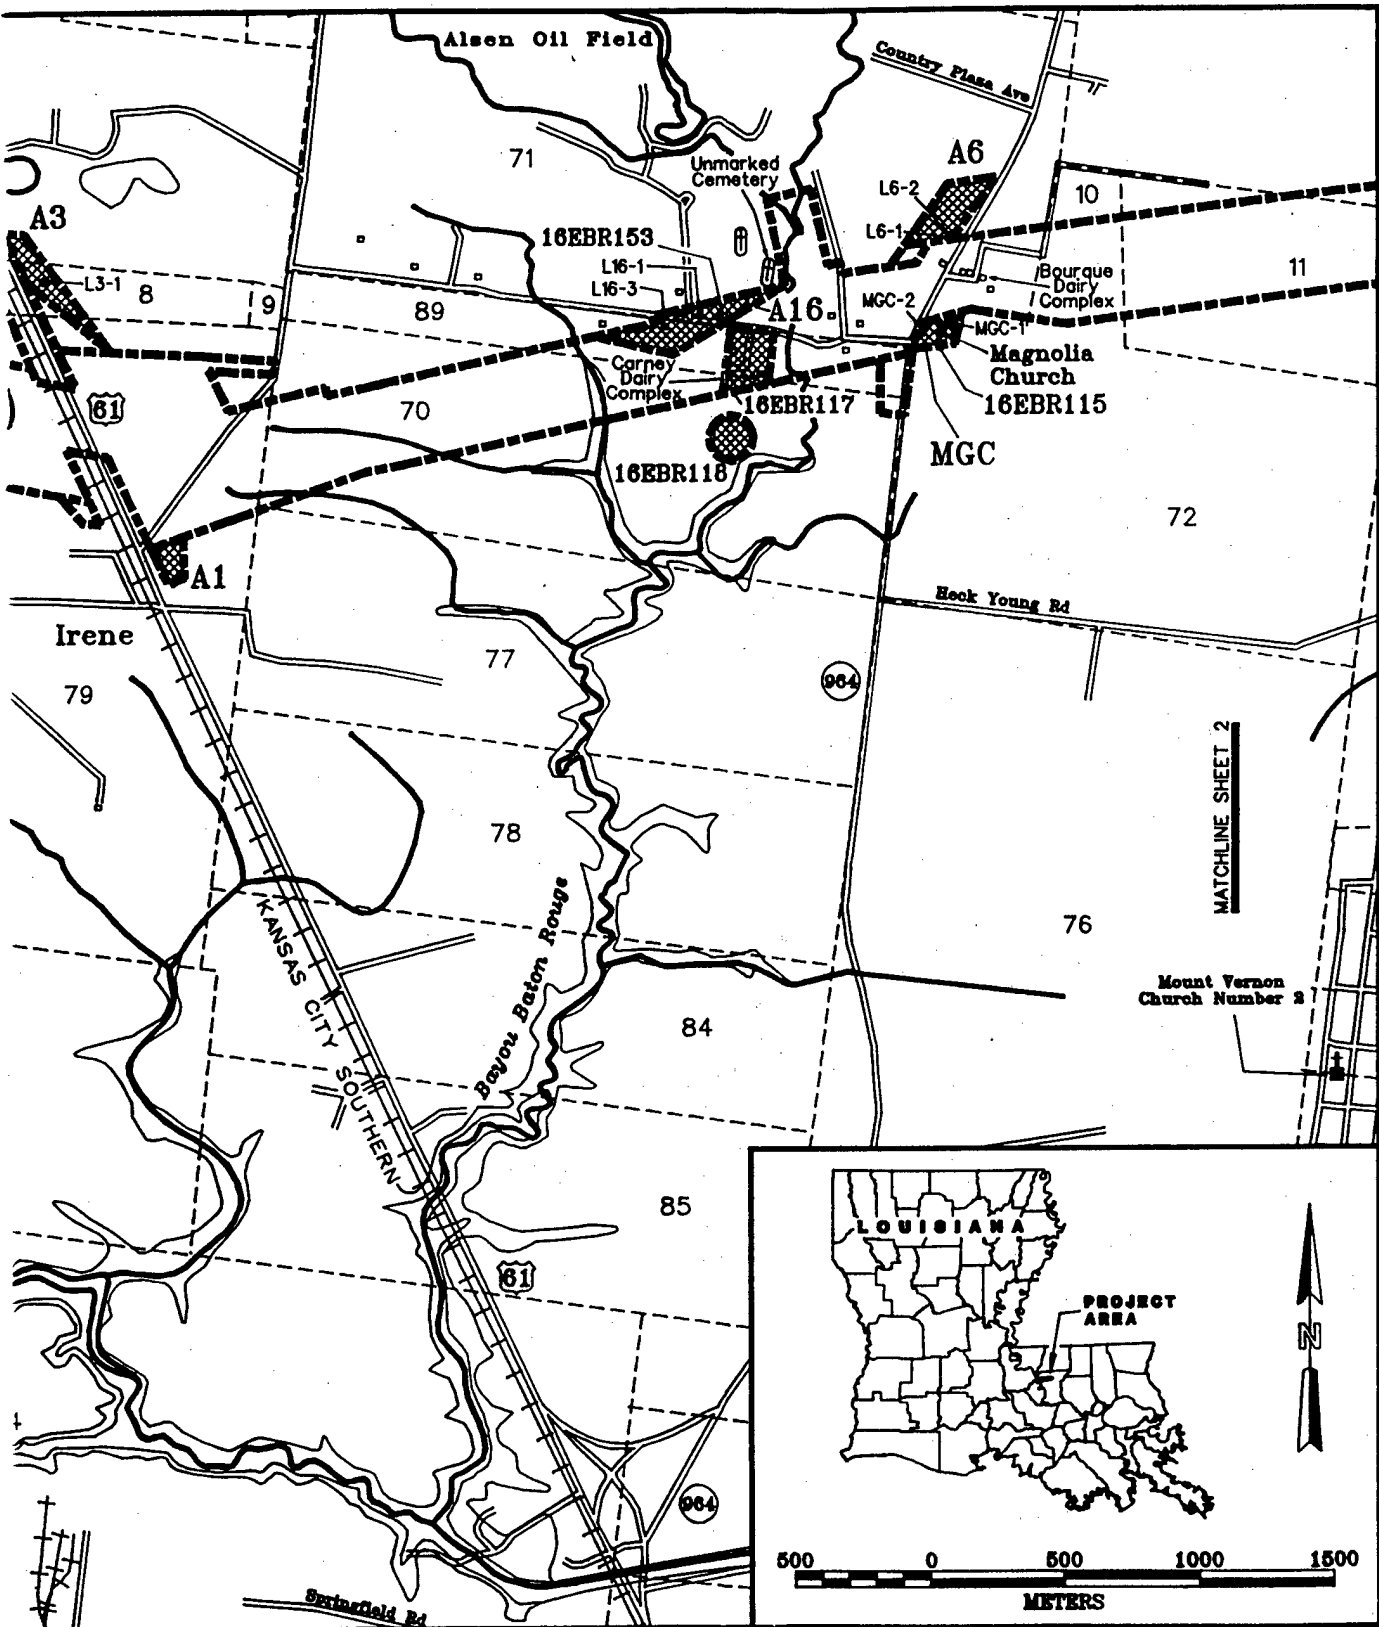 Alsen Oil Field
Country Plaza Ave
71
Unmarked
Cemetery
A6
L6-2
10
A3
L6-1
16EBR153
L16-1
Bourque
Dairy
Complex
11
L3-1
8
L16-3
9
89
A16
MGC-2
MGC-1
Magnolia
Church
Carney
Dairy
Complex
61
70
16EBR117
16EBR115
MGC
16EBR118
72
A1
Heck Young Rd
Irene
77
79
964
MATCHLINE SHEET 2
78
76
KANSAS CITY SOUTHERN
Bayou Baton Rouge
Mount Vernon
Church Number 2
84
85
61
LOUISIANA
PROJECT
AREA
N
964
500 0 500 1000 1500
METERS
Springfield Rd